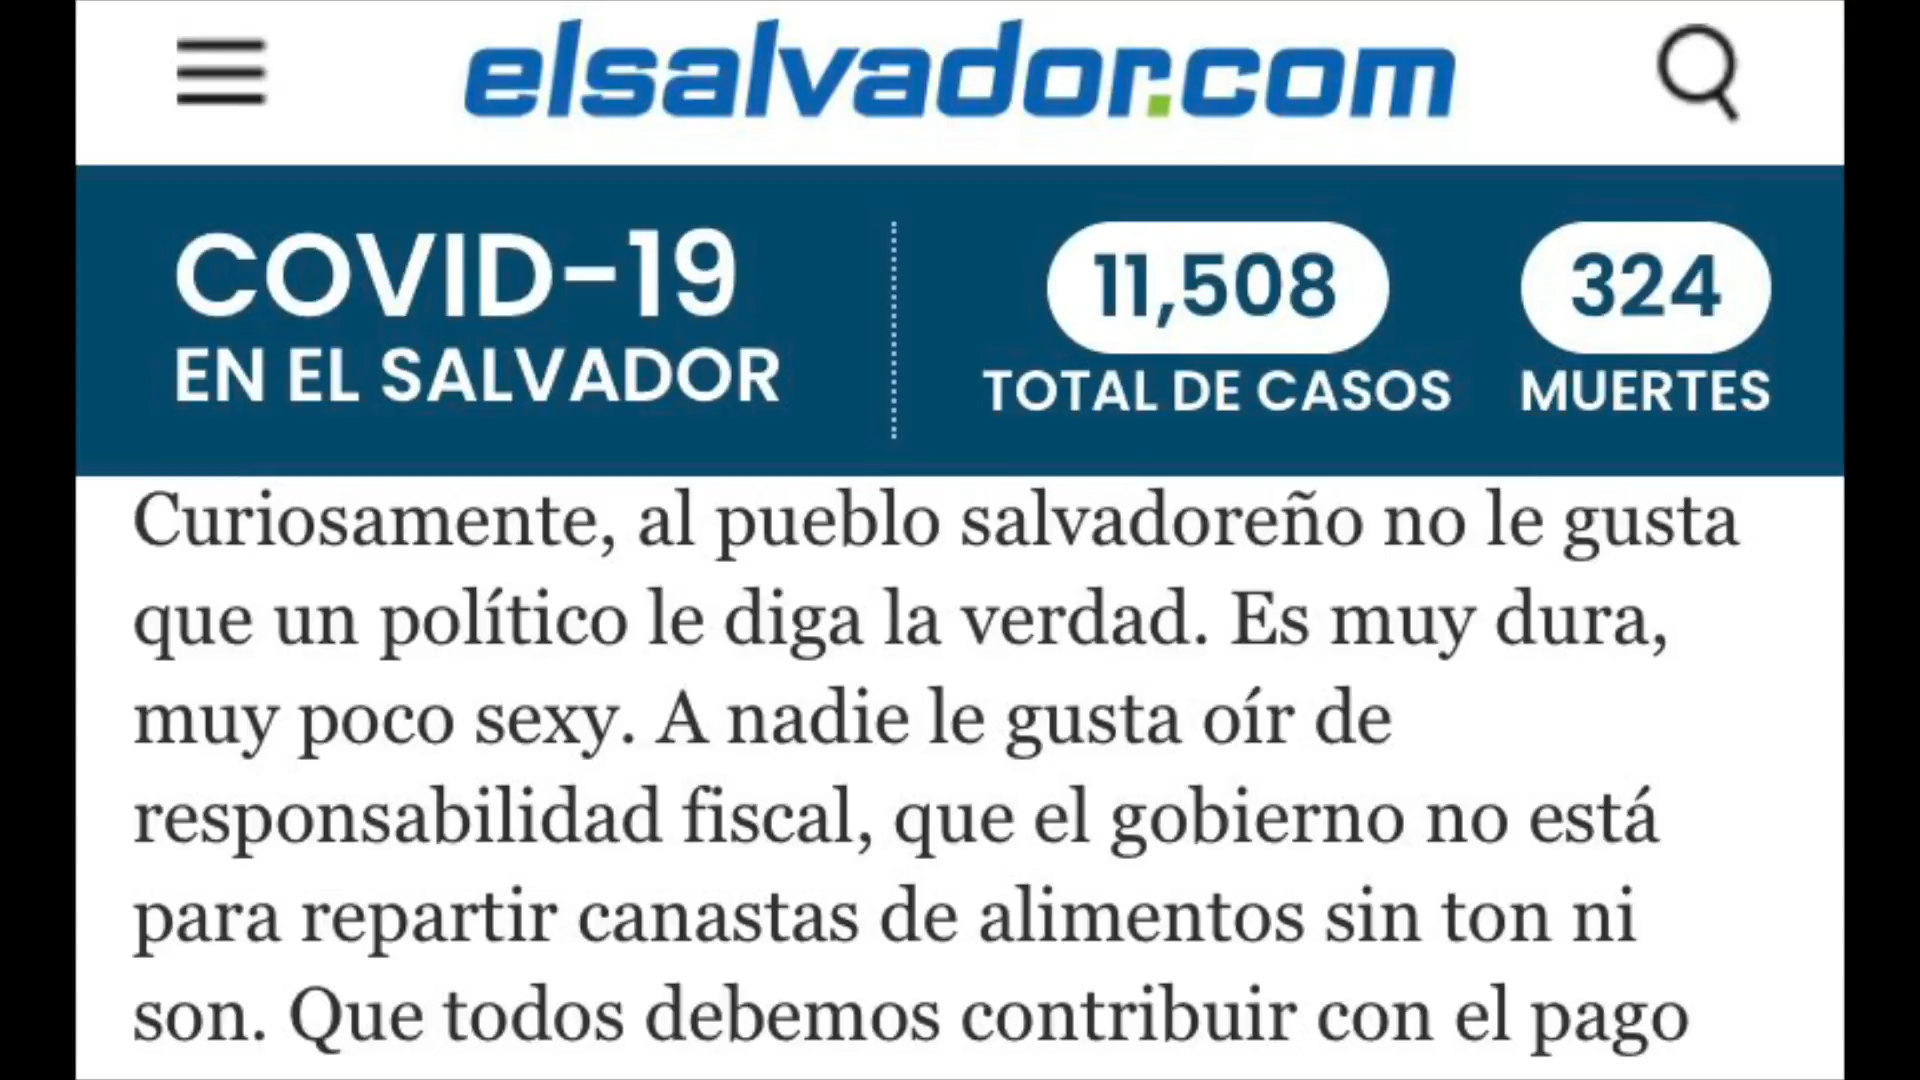 elsalvador.com
COVID-19
EN EL SALVADOR
11,508
TOTAL DE CASOS
324
MUERTES
Curiosamente, al pueblo salvadoreño no le gusta
que un político le diga la verdad. Es muy dura,
muy poco sexy. A nadie le gusta oír de
responsabilidad fiscal, que el gobierno no está
para repartir canastas de alimentos sin ton ni
son. Que todos debemos contribuir con el pago